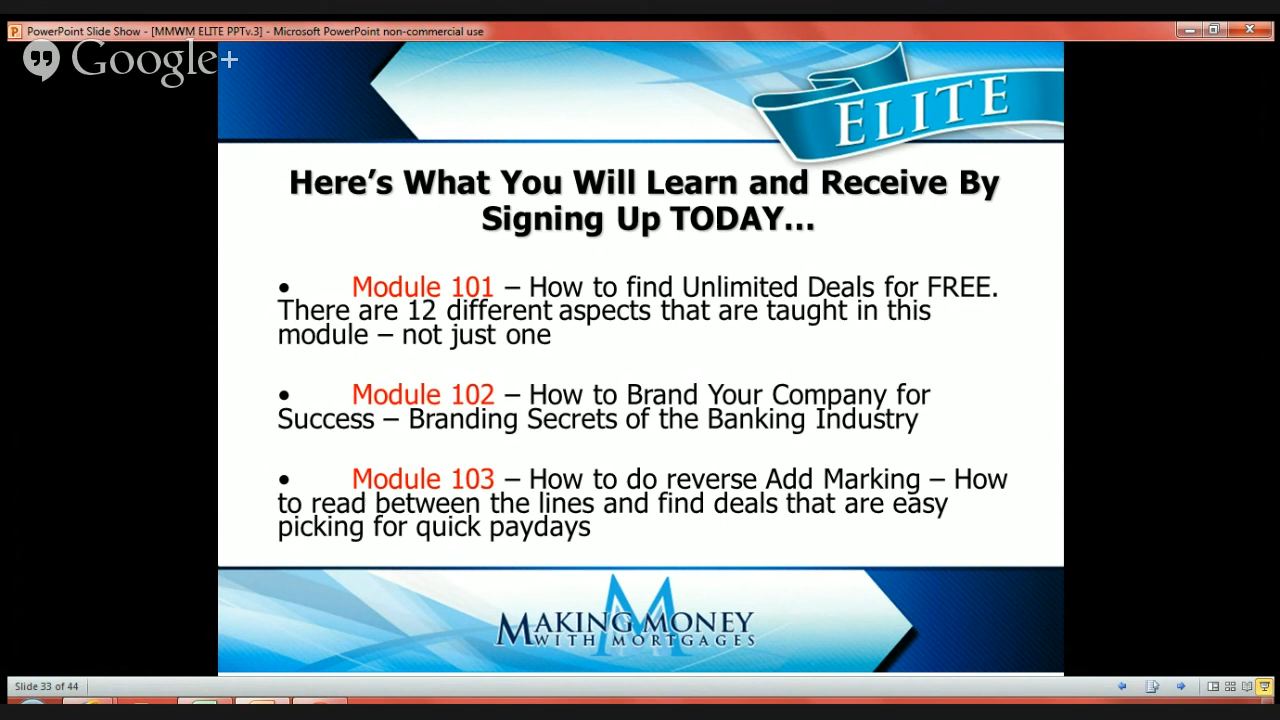 PowerPoint Slide Show - [MMWM ELITE PPTv.3] - Microsoft PowerPoint non-commercial use
Google+
ELITE
Here's What You Will Learn and Receive By
Signing Up TODAY...
• Module 101 – How to find Unlimited Deals for FREE.
There are 12 different aspects that are taught in this
module – not just one
• Module 102 – How to Brand Your Company for
Success – Branding Secrets of the Banking Industry
• Module 103 – How to do reverse Add Marking – How
to read between the lines and find deals that are easy
picking for quick paydays
M
MAKING MONEY
WITH MORTGAGES
Slide 33 of 44